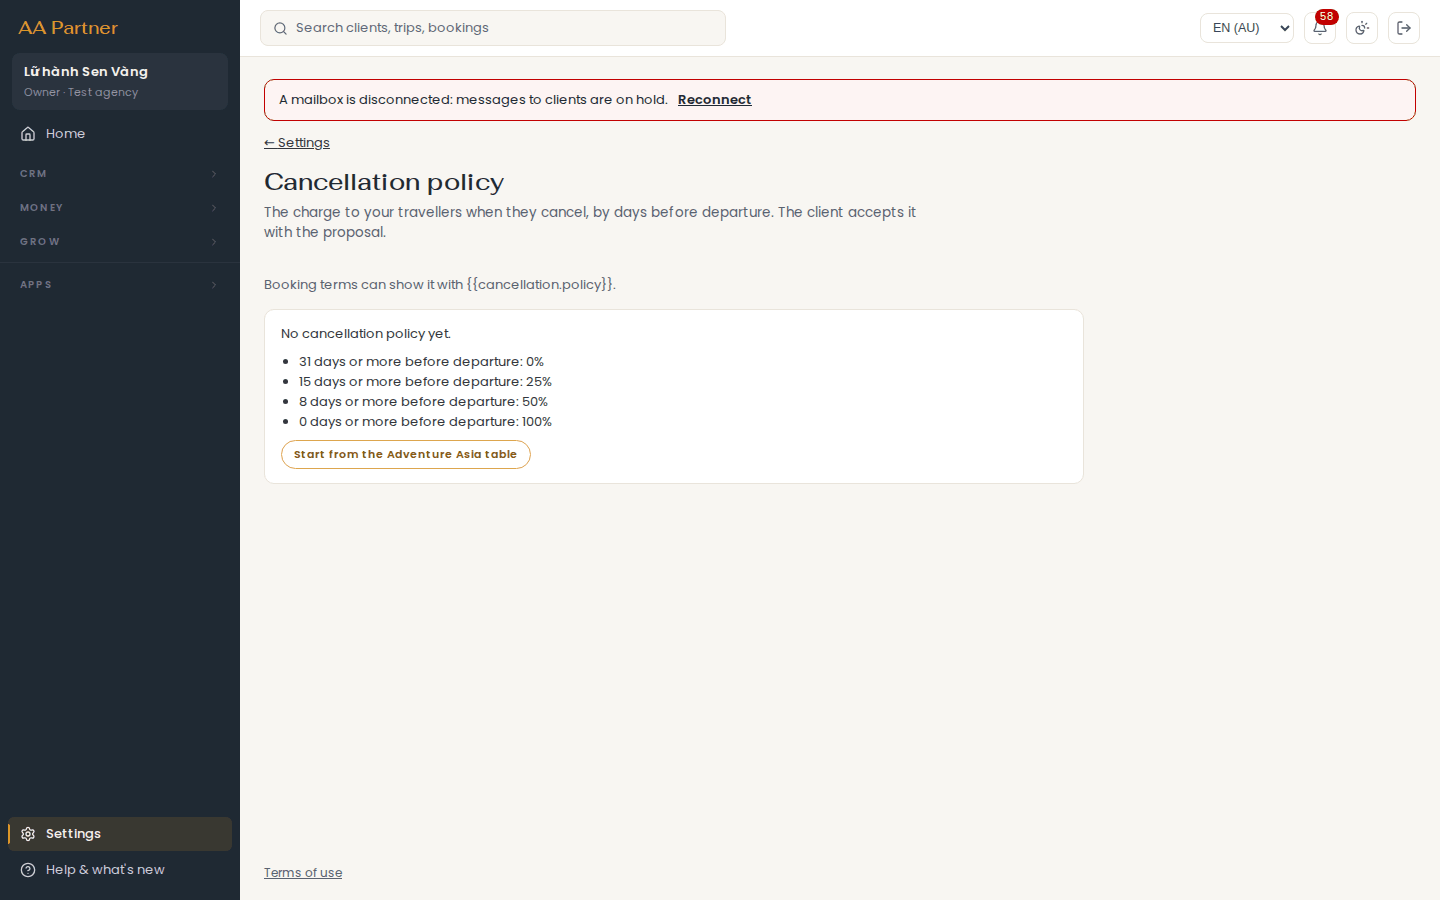 AA Partner
Lữ hành Sen Vàng
Owner · Test agency
Home
CRM
MONEY
GROW
APPS
Settings
Help & what's new
Search clients, trips, bookings
EN (AU)
58
A mailbox is disconnected: messages to clients are on hold. Reconnect
← Settings
Cancellation policy
The charge to your travellers when they cancel, by days before departure. The client accepts it
with the proposal.
Booking terms can show it with {{cancellation.policy}}.
No cancellation policy yet.
• 31 days or more before departure: 0%
• 15 days or more before departure: 25%
• 8 days or more before departure: 50%
• 0 days or more before departure: 100%
Start from the Adventure Asia table
Terms of use